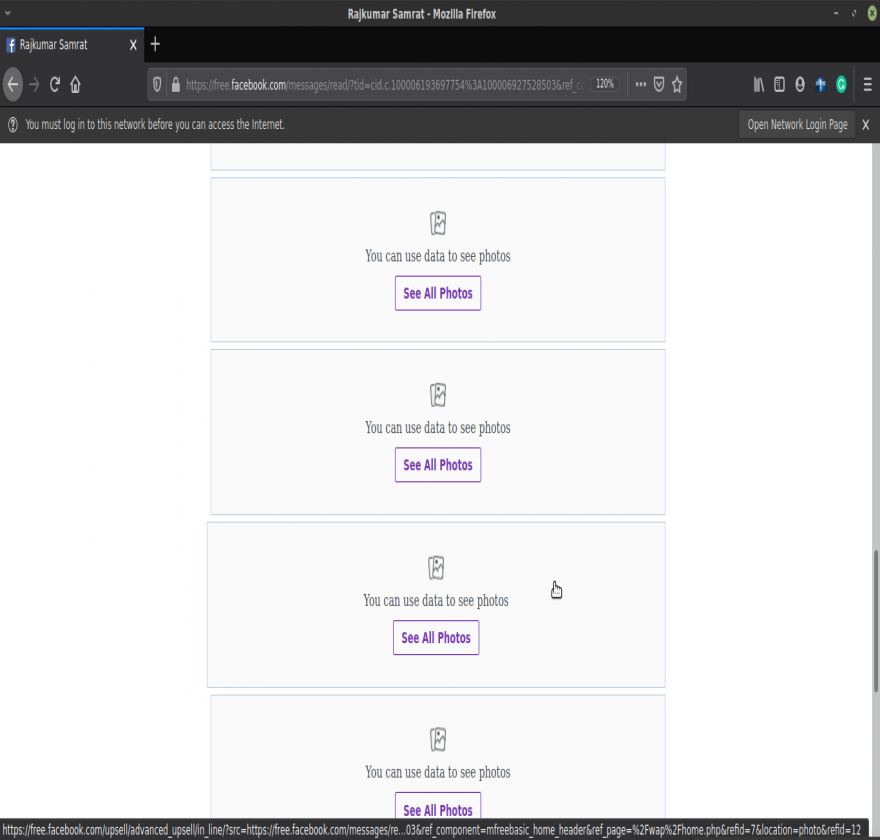 Rajkumar Samrat - Mozilla Firefox
Rajkumar Samrat
https://free.facebook.com/messages/read/?tid=cid.c.100006193697754%3A100006927528503&ref_cc 120%
You must log in to this network before you can access the Internet. Open Network Login Page
You can use data to see photos
See All Photos
You can use data to see photos
See All Photos
You can use data to see photos
See All Photos
You can use data to see photos
See All Photos
https://free.facebook.com/upsell/advanced_upsell/in_line/?src=https://free.facebook.com/messages/re...03&ref_component=mfreebasic_home_header&ref_page=%2Fwap%2Fhome.php&refid=7&location=photo&refid=12